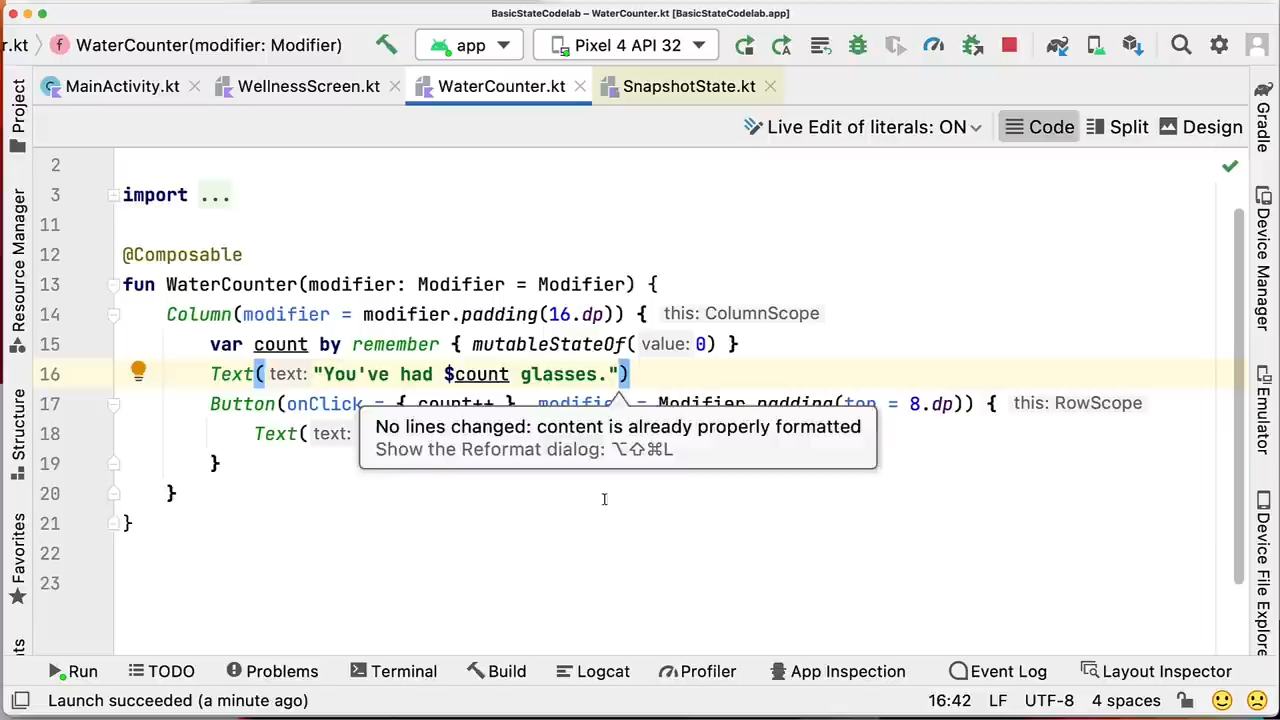 BasicStateCodelab – WaterCounter.kt [BasicStateCodelab.app]
r.kt WaterCounter(modifier: Modifier) app Pixel 4 API 32
MainActivity.kt WellnessScreen.kt WaterCounter.kt SnapshotState.kt
Live Edit of literals: ON Code Split Design
Project
Resource Manager
Structure
Favorites
2
3 import ...
11
12 @Composable
13 fun WaterCounter(modifier: Modifier = Modifier) {
14 Column(modifier = modifier.padding(16.dp)) { this: ColumnScope
15 var count by remember { mutableStateOf( value: 0) }
16 Text( text: "You've had $count glasses.")
17 Button(onClick = { count++ }, modifier = Modifier.padding(top = 8.dp)) { this: RowScope
18 Text( text:
No lines changed: content is already properly formatted
Show the Reformat dialog: ⌥⇧⌘L
19 }
20 }
21 }
22
23
Gradle
Device Manager
Emulator
Device File Explorer
Run TODO Problems Terminal Build Logcat Profiler App Inspection Event Log Layout Inspector
Launch succeeded (a minute ago) 16:42 LF UTF-8 4 spaces